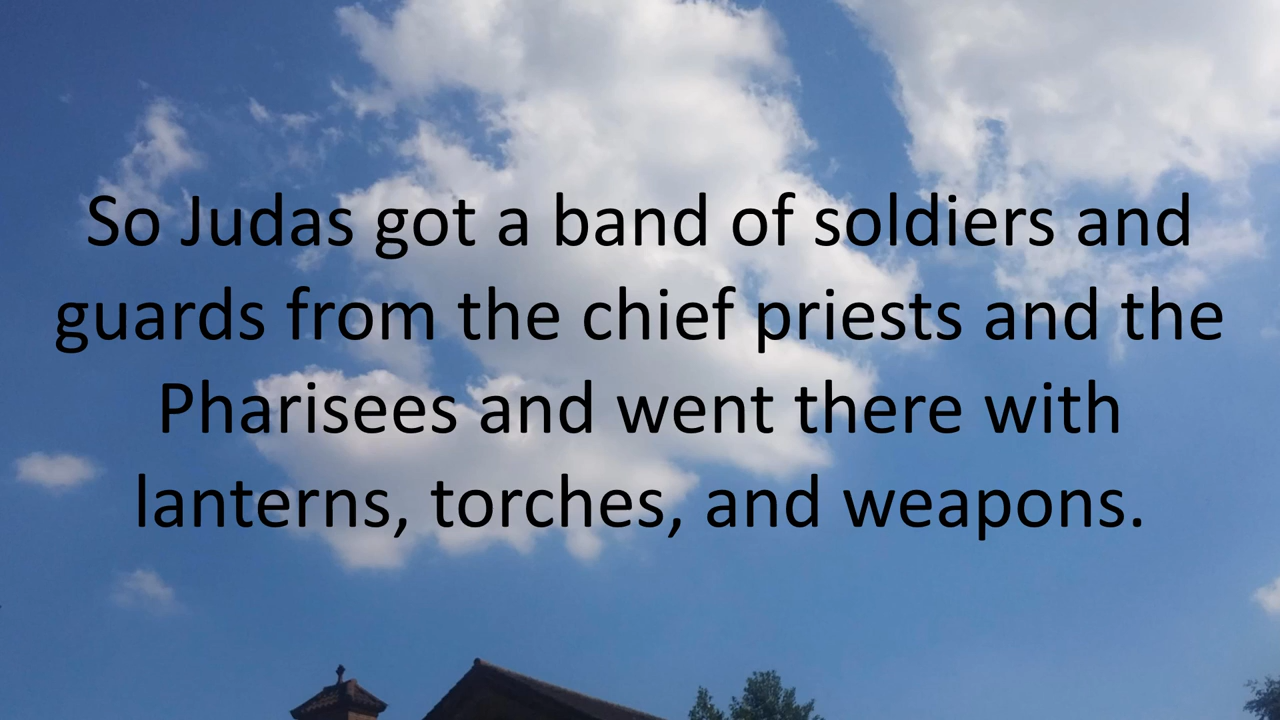 So Judas got a band of soldiers and
guards from the chief priests and the
Pharisees and went there with
lanterns, torches, and weapons.